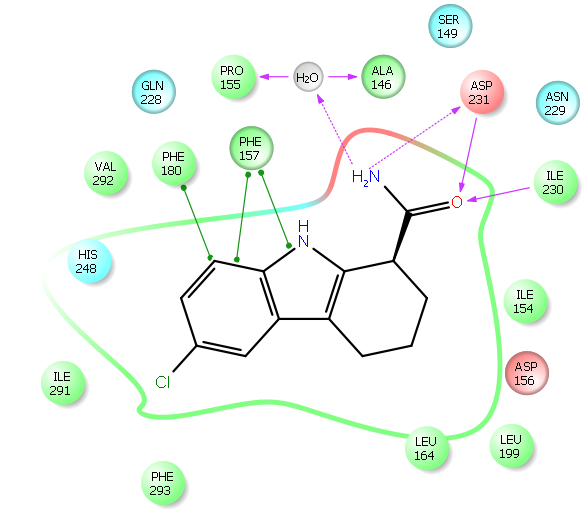 SER
149
PRO
155
H₂O
ALA
146
GLN
228
ASP
231
ASN
229
PHE
157
VAL
292
PHE
180
H₂N
ILE
230
O
H
N
HIS
248
ILE
154
ASP
156
ILE
291
Cl
LEU
164
LEU
199
PHE
293